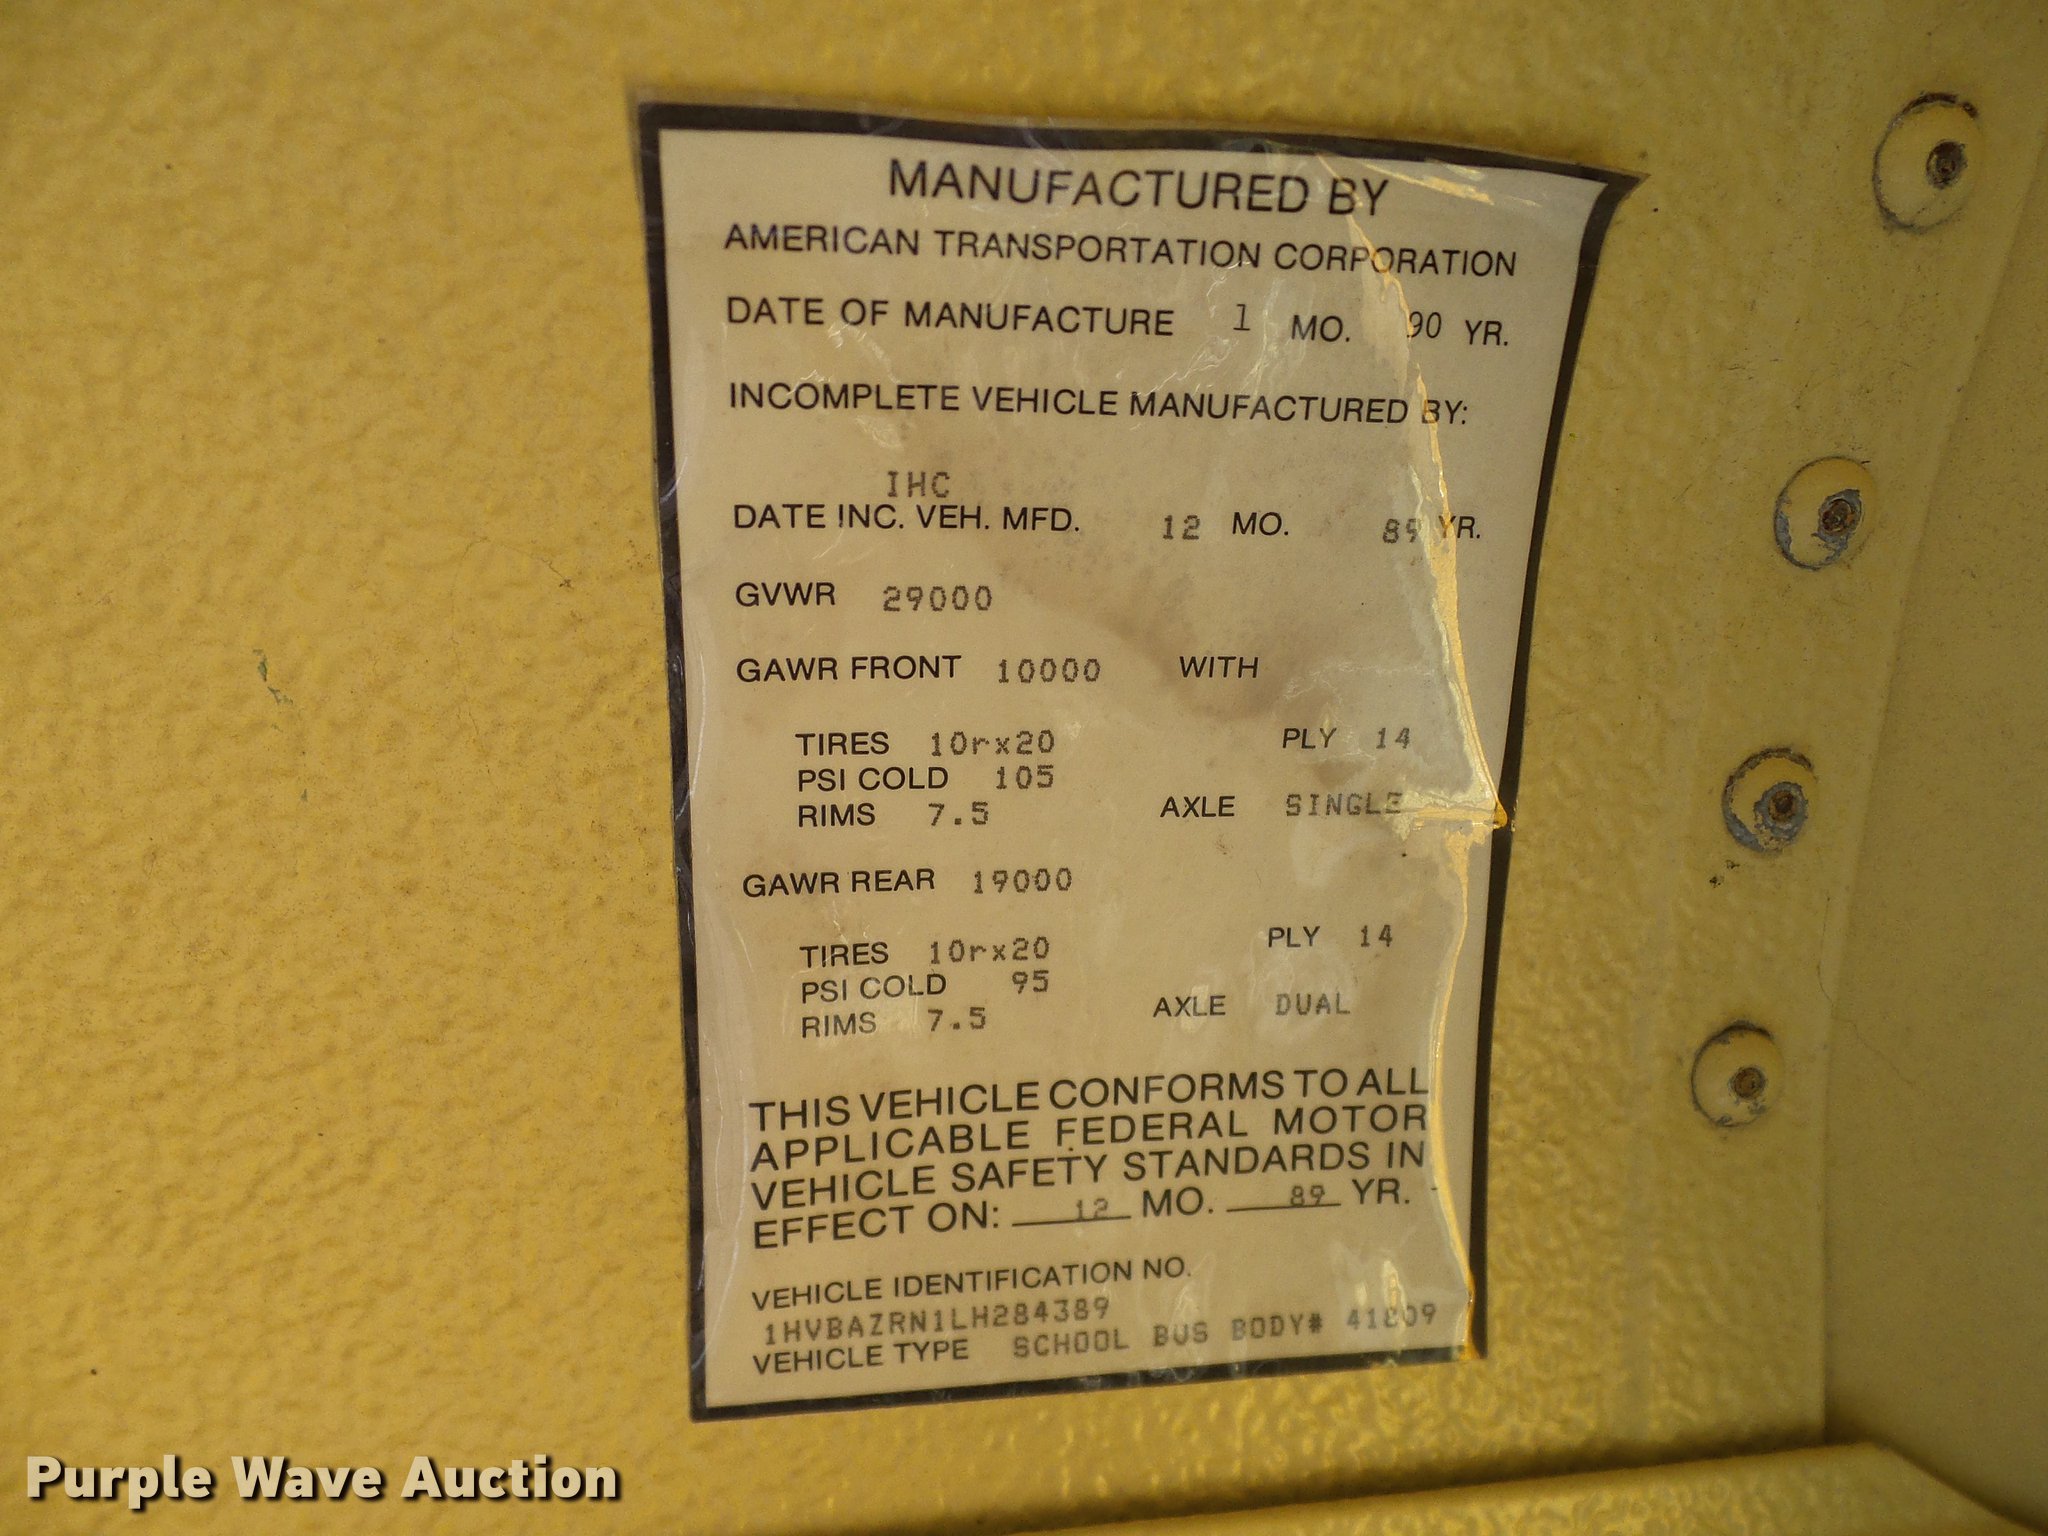 MANUFACTURED BY
AMERICAN TRANSPORTATION CORPORATION
DATE OF MANUFACTURE 1 MO. 90 YR.
INCOMPLETE VEHICLE MANUFACTURED BY:
IHC
DATE INC. VEH. MFD. 12 MO. 89 YR.
GVWR 29000
GAWR FRONT 10000 WITH
TIRES 10rx20 PLY 14
PSI COLD 105
RIMS 7.5 AXLE SINGLE
GAWR REAR 19000
TIRES 10rx20 PLY 14
PSI COLD 95
RIMS 7.5 AXLE DUAL
THIS VEHICLE CONFORMS TO ALL
APPLICABLE FEDERAL MOTOR
VEHICLE SAFETY STANDARDS IN
EFFECT ON: 12 MO. 89 YR.
VEHICLE IDENTIFICATION NO.
1HVBAZRN1LH284389
VEHICLE TYPE SCHOOL BUS BODY# 41809
Purple Wave Auction